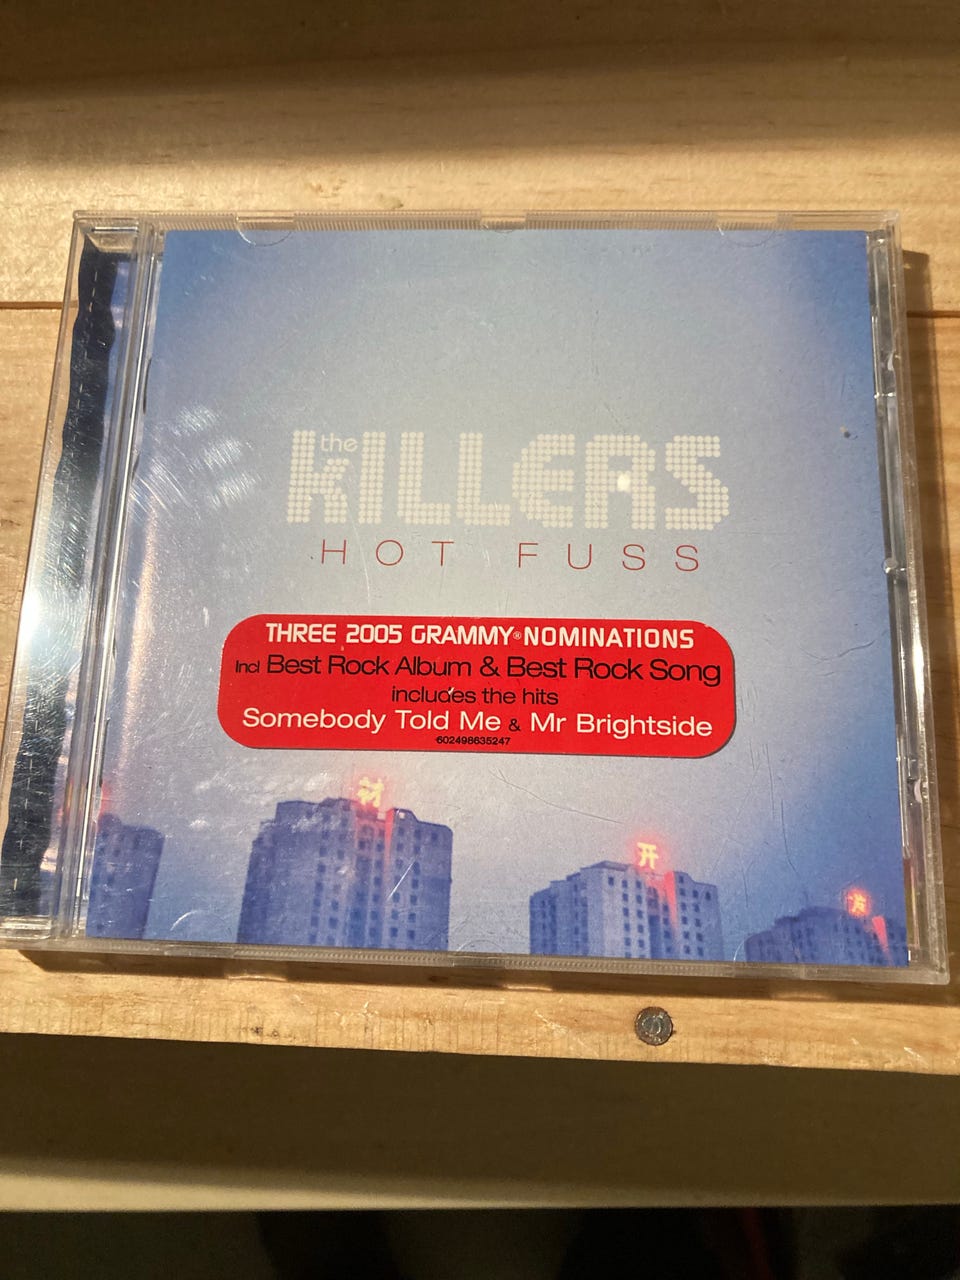 the
KILLERS
HOT FUSS
THREE 2005 GRAMMY® NOMINATIONS
Incl Best Rock Album & Best Rock Song
includes the hits
Somebody Told Me & Mr Brightside
602498635247
开
发